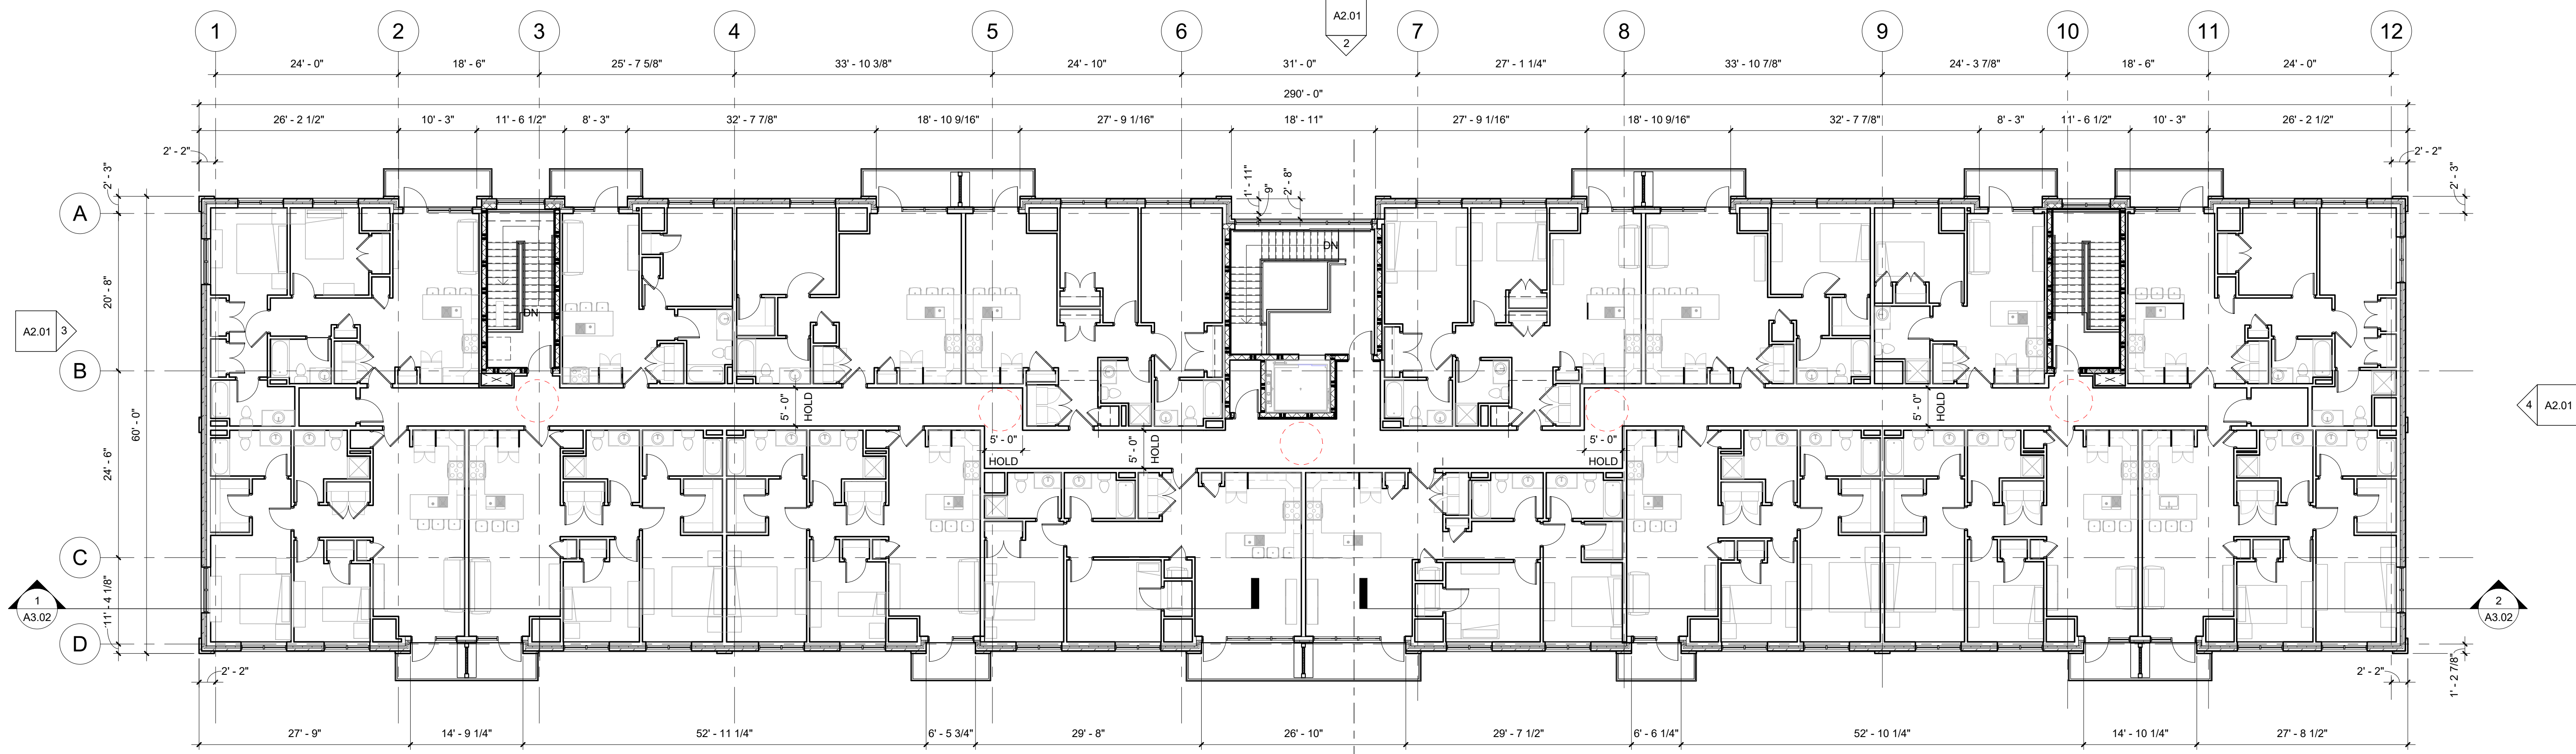 A2.01
2
1 2 3 4 5 6 7 8 9 10 11 12
24' - 0" 18' - 6" 25' - 7 5/8" 33' - 10 3/8" 24' - 10" 31' - 0" 27' - 1 1/4" 33' - 10 7/8" 24' - 3 7/8" 18' - 6" 24' - 0"
290' - 0"
26' - 2 1/2" 10' - 3" 11' - 6 1/2" 8' - 3" 32' - 7 7/8" 18' - 10 9/16" 27' - 9 1/16" 18' - 11" 27' - 9 1/16" 18' - 10 9/16" 32' - 7 7/8" 8' - 3" 11' - 6 1/2" 10' - 3" 26' - 2 1/2"
2' - 2" 2' - 2"
2' - 3" 1' - 11" 9" 2' - 8" 2' - 3"
A
DN
20' - 8"
DN
A2.01 3
B
60' - 0"
5' - 0" HOLD
5' - 0" HOLD
4 A2.01
24' - 6"
5' - 0"
HOLD
5' - 0" HOLD
5' - 0"
HOLD
C
11' - 4 1/8"
1
A3.02
2
A3.02
D
2' - 2" 2' - 2"
1' - 2 7/8"
27' - 9" 14' - 9 1/4" 52' - 11 1/4" 6' - 5 3/4" 29' - 8" 26' - 10" 29' - 7 1/2" 6' - 6 1/4" 52' - 10 1/4" 14' - 10 1/4" 27' - 8 1/2"